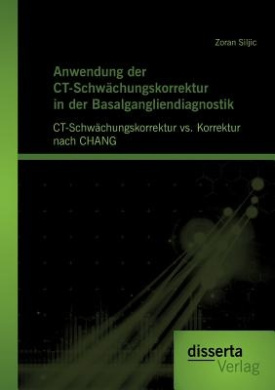 Zoran Siljic
Anwendung der
CT-Schwächungskorrektur
in der Basalgangliendiagnostik
CT-Schwächungskorrektur vs. Korrektur
nach CHANG
disserta
Verlag